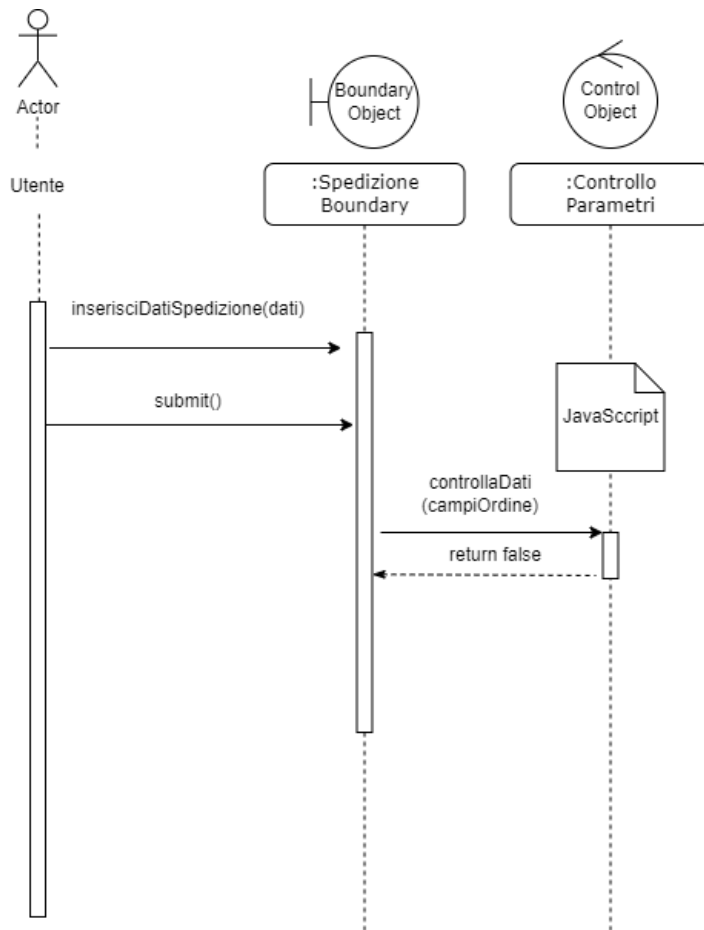 Actor
Utente
Boundary
Object
:Spedizione
Boundary
Control
Object
:Controllo
Parametri
inserisciDatiSpedizione(dati)
submit()
JavaSccript
controllaDati
(campiOrdine)
return false